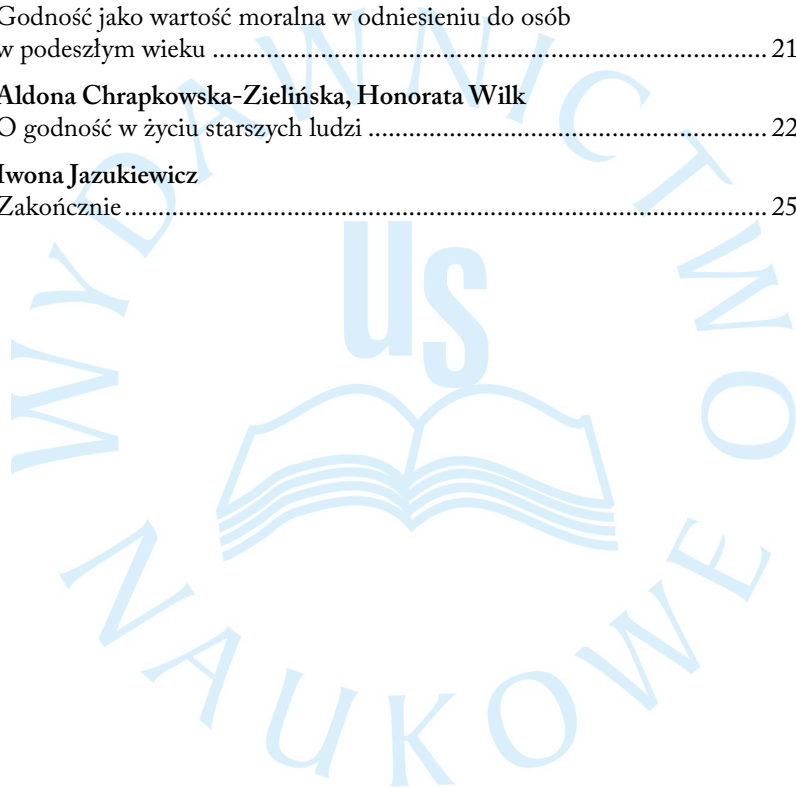 Godność jako wartość moralna w odniesieniu do osób
w podeszłym wieku ........................................................................................ 21
Aldona Chrapkowska-Zielińska, Honorata Wilk
O godność w życiu starszych ludzi ............................................................... 22
Iwona Jazukiewicz
Zakończnie ..................................................................................................... 25
WYDAWNICTWO
NAUKOWE
US